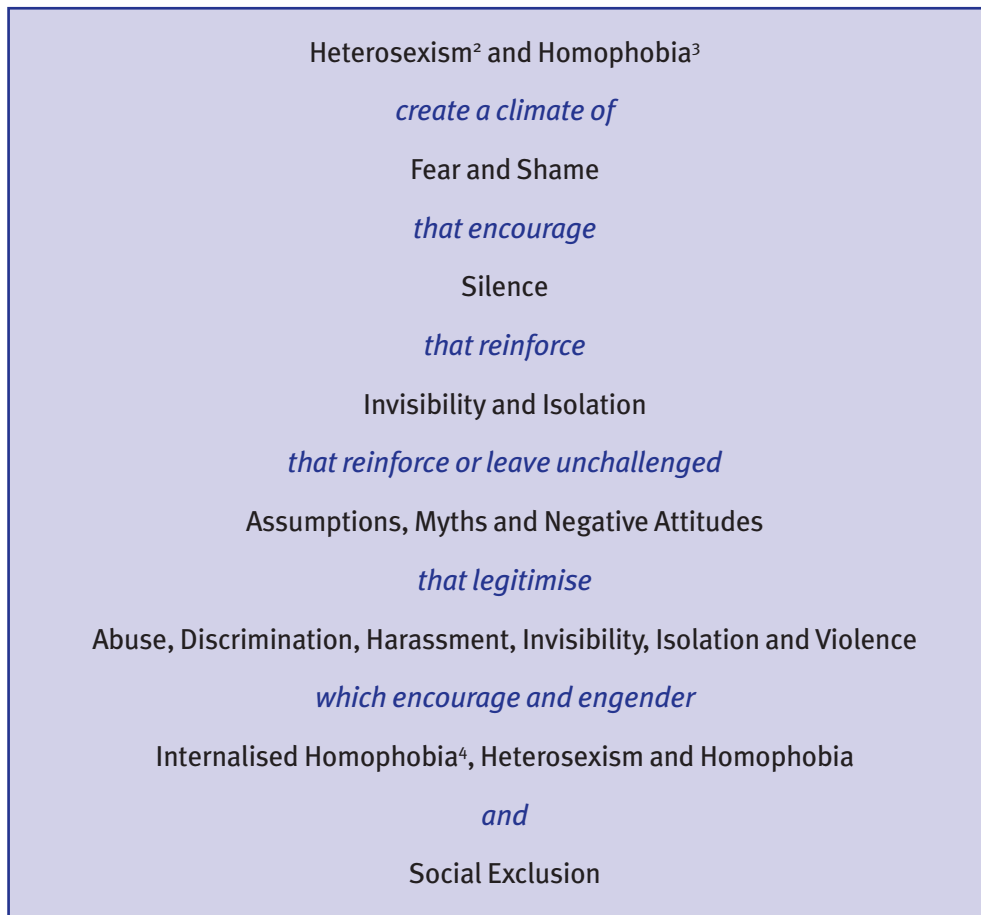 Heterosexism² and Homophobia³
create a climate of
Fear and Shame
that encourage
Silence
that reinforce
Invisibility and Isolation
that reinforce or leave unchallenged
Assumptions, Myths and Negative Attitudes
that legitimise
Abuse, Discrimination, Harassment, Invisibility, Isolation and Violence
which encourage and engender
Internalised Homophobia⁴, Heterosexism and Homophobia
and
Social Exclusion